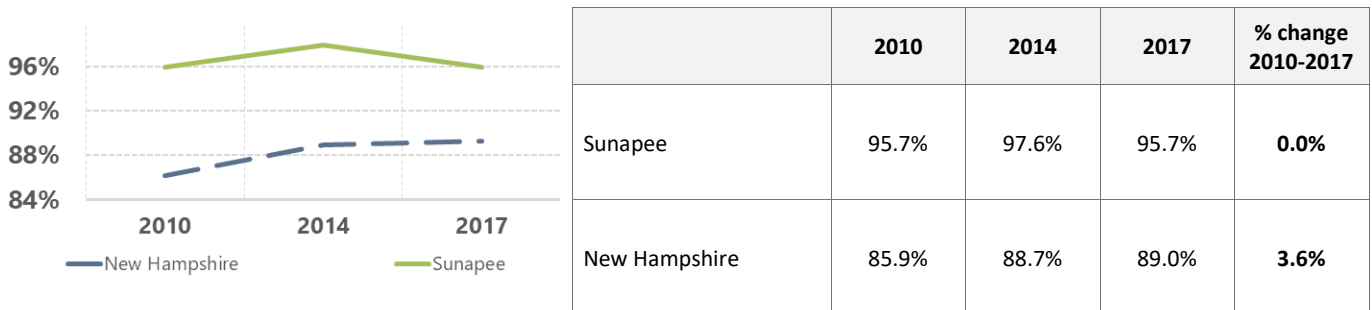 96%
92%
88%
84%
2010 2014 2017
New Hampshire Sunapee
2010 2014 2017 % change
2010-2017
Sunapee 95.7% 97.6% 95.7% 0.0%
New Hampshire 85.9% 88.7% 89.0% 3.6%